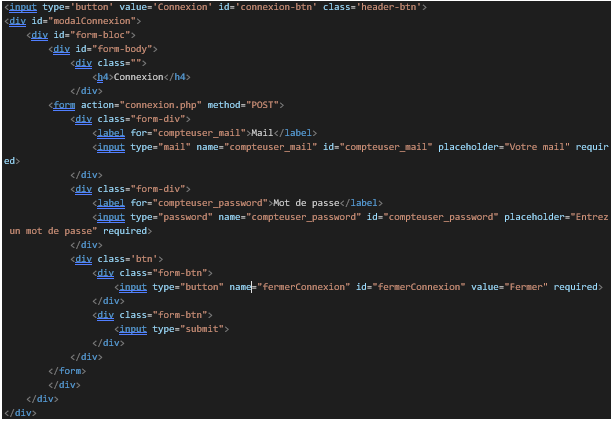 <input type='button' value='Connexion' id='connexion-btn' class='header-btn'>
<div id="modalConnexion">
    <div id="form-bloc">
        <div id="form-body">
            <div class="">
                <h4>Connexion</h4>
            </div>
        <form action="connexion.php" method="POST">
            <div class="form-div">
                <label for="compteuser_mail">Mail</label>
                <input type="mail" name="compteuser_mail" id="compteuser_mail" placeholder="Votre mail" requir
ed>
            </div>
            <div class="form-div">
                <label for="compteuser_password">Mot de passe</label>
                <input type="password" name="compteuser_password" id="compteuser_password" placeholder="Entrez
 un mot de passe" required>
            </div>
            <div class='btn'>
                <div class="form-btn">
                    <input type="button" name="fermerConnexion" id="fermerConnexion" value="Fermer" required>
                </div>
                <div class="form-btn">
                    <input type="submit">
                </div>
            </div>
        </form>
        </div>
    </div>
</div>